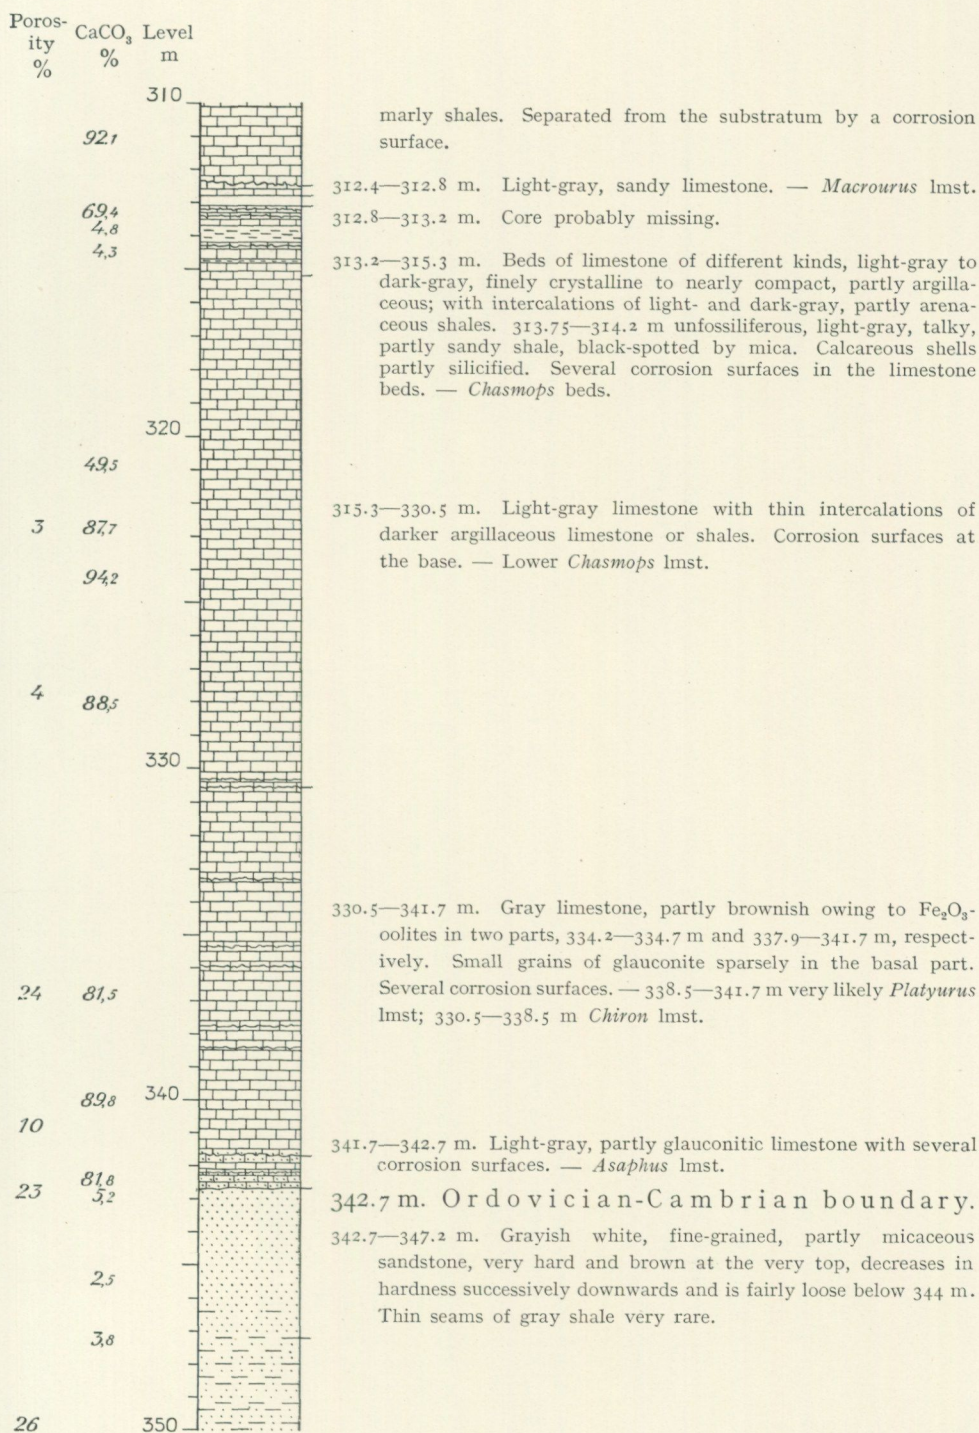 Poros-
ity
%
CaCO₃
%
Level
m
310
92,1
69,4
4,8
4,3
320
49,5
3 87,7
94,2
4
88,5
330
24 81,5
89,8
340
10
81,8
23
5,2
2,5
3,8
26
350
marly shales. Separated from the substratum by a corrosion
surface.
312.4—312.8 m. Light-gray, sandy limestone. — Macrourus lmst.
312.8—313.2 m. Core probably missing.
313.2—315.3 m. Beds of limestone of different kinds, light-gray to
dark-gray, finely crystalline to nearly compact, partly argilla-
ceous; with intercalations of light- and dark-gray, partly arena-
ceous shales. 313.75—314.2 m unfossiliferous, light-gray, talky,
partly sandy shale, black-spotted by mica. Calcareous shells
partly silicified. Several corrosion surfaces in the limestone
beds. — Chasmops beds.
315.3—330.5 m. Light-gray limestone with thin intercalations of
darker argillaceous limestone or shales. Corrosion surfaces at
the base. — Lower Chasmops lmst.
330.5—341.7 m. Gray limestone, partly brownish owing to Fe₂O₃-
oolites in two parts, 334.2—334.7 m and 337.9—341.7 m, respect-
ively. Small grains of glauconite sparsely in the basal part.
Several corrosion surfaces. — 338.5—341.7 m very likely Platyurus
lmst; 330.5—338.5 m Chiron lmst.
341.7—342.7 m. Light-gray, partly glauconitic limestone with several
corrosion surfaces. — Asaphus lmst.
342.7 m. Ordovician-Cambrian boundary.
342.7—347.2 m. Grayish white, fine-grained, partly micaceous
sandstone, very hard and brown at the very top, decreases in
hardness successively downwards and is fairly loose below 344 m.
Thin seams of gray shale very rare.